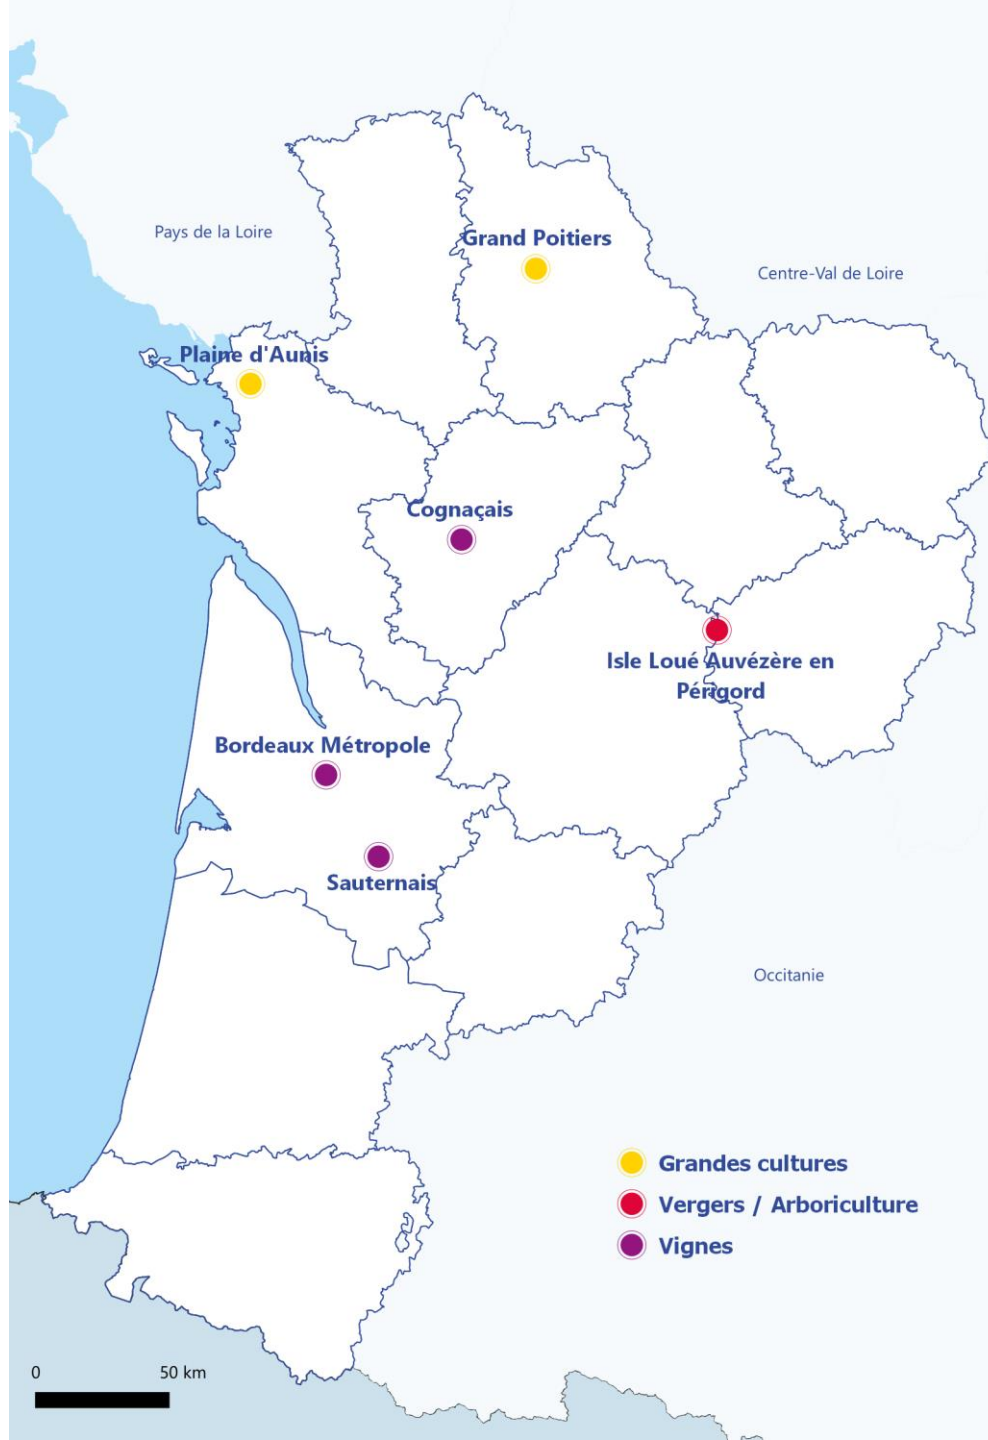 Pays de la Loire
Grand Poitiers
Centre-Val de Loire
Plaine d'Aunis
Cognaçais
Isle Loué Auvézère en
Périgord
Bordeaux Métropole
Sauternais
Occitanie
Grandes cultures
Vergers / Arboriculture
Vignes
0 50 km